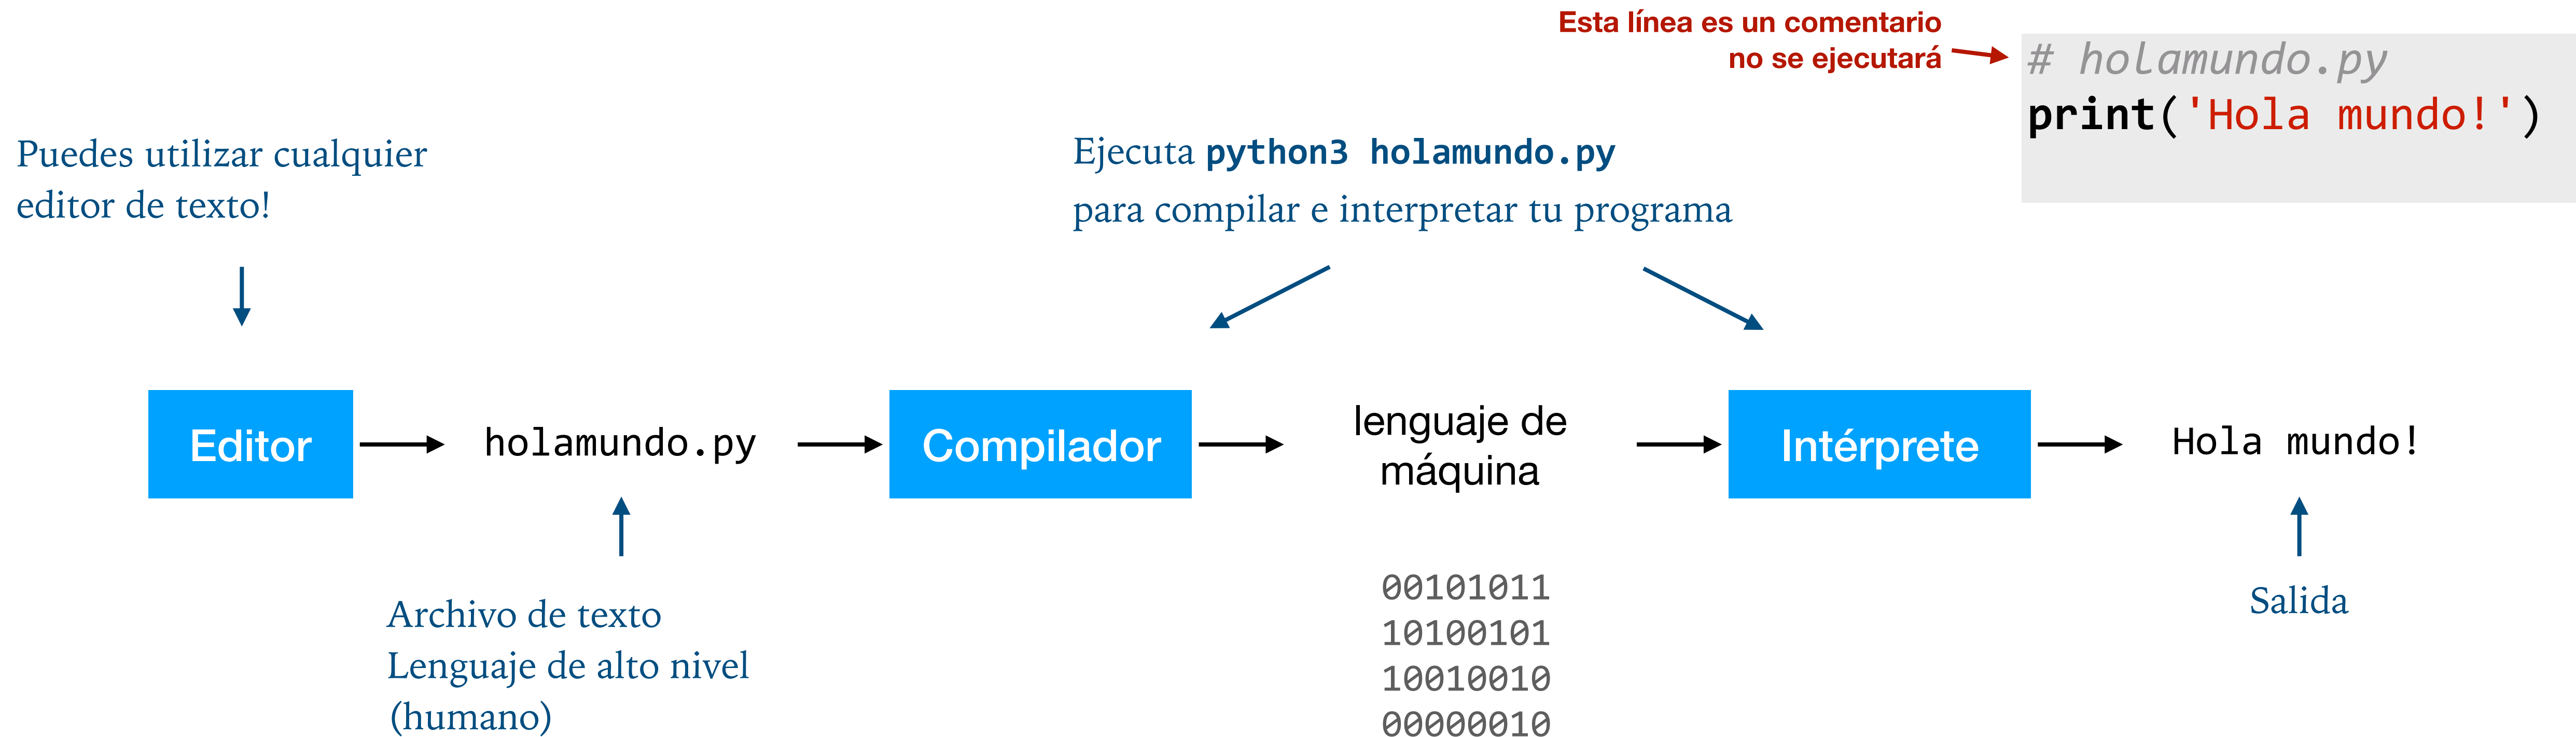 Esta línea es un comentario
no se ejecutará
# holamundo.py
print('Hola mundo!')
Puedes utilizar cualquier
editor de texto!
Ejecuta python3 holamundo.py
para compilar e interpretar tu programa
Editor
holamundo.py
Compilador
lenguaje de
máquina
Intérprete
Hola mundo!
Archivo de texto
Lenguaje de alto nivel
(humano)
00101011
10100101
10010010
00000010
Salida